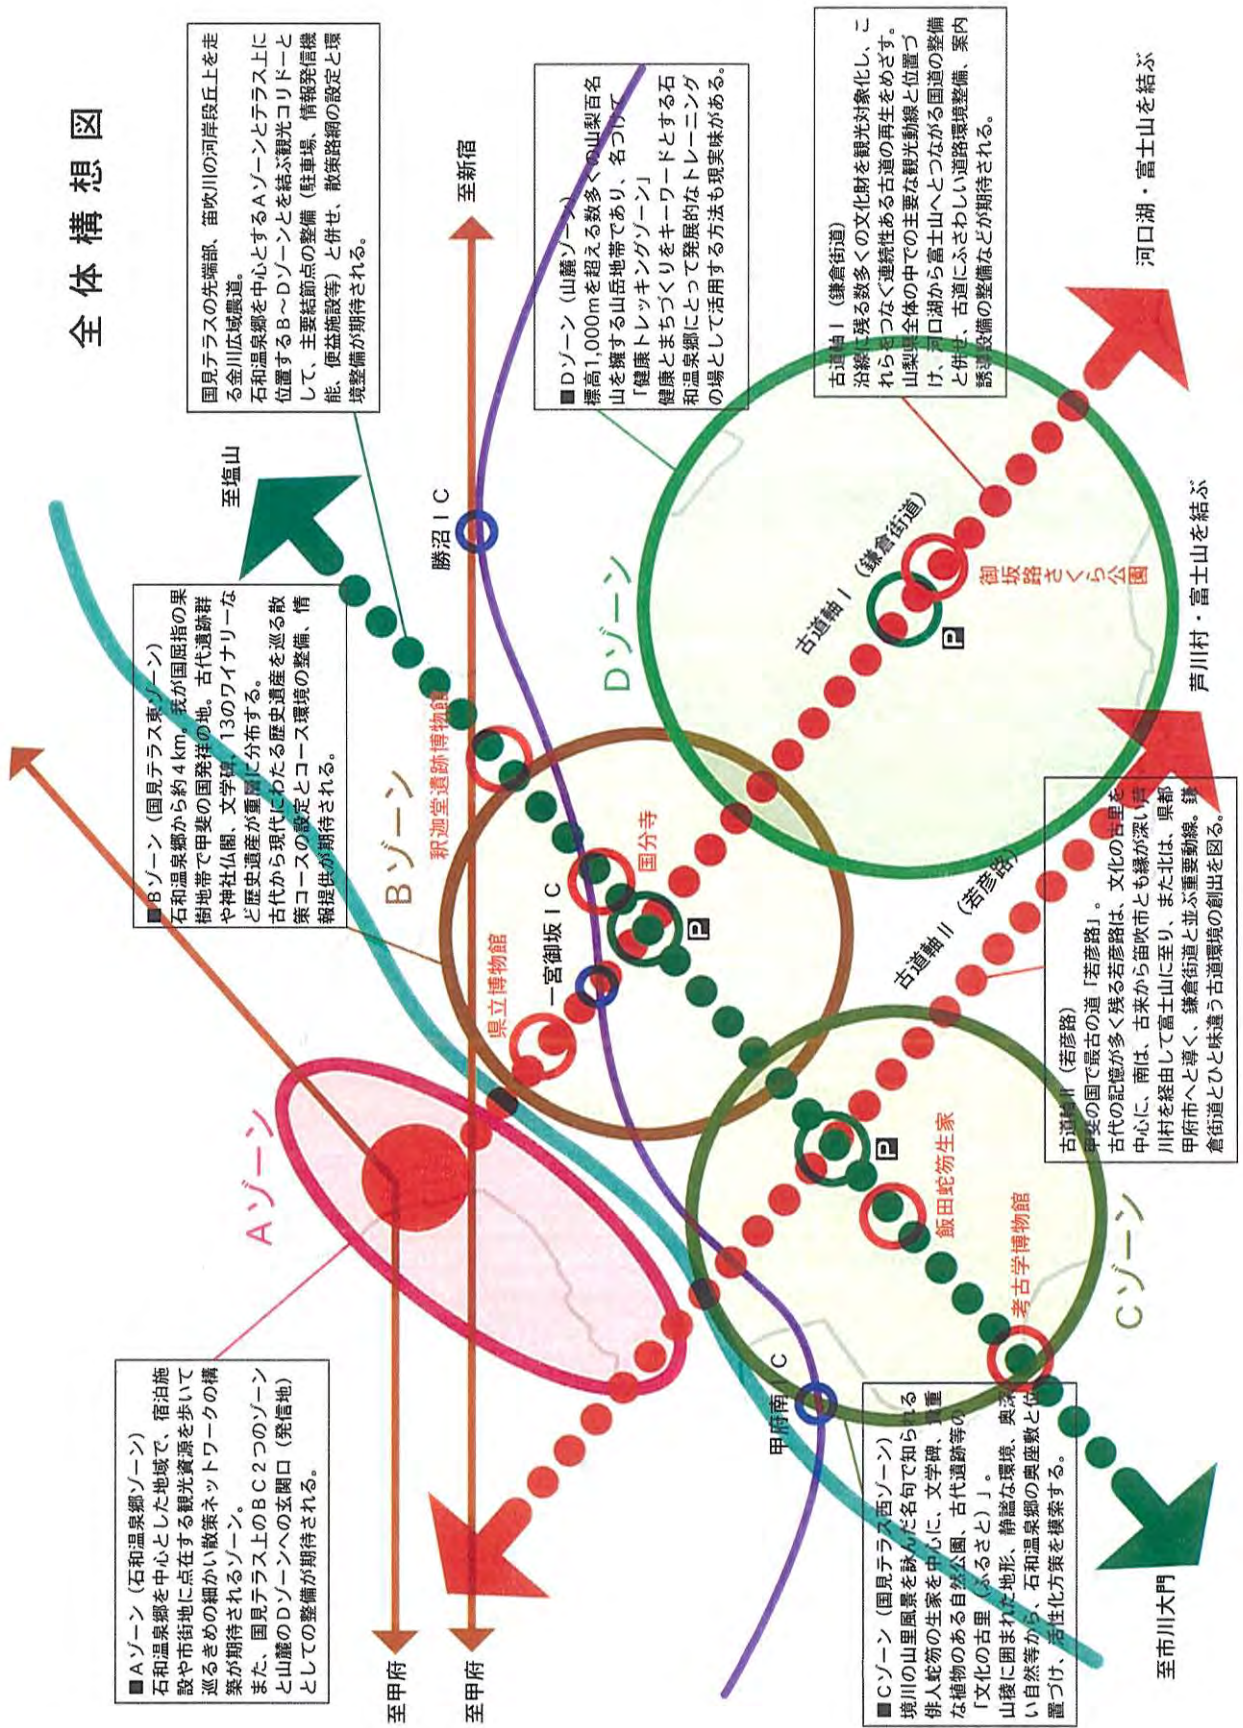 全体構想図
国見テラスの先端部、笛吹川の河岸段丘上を走
る金川広域農道。
石和温泉郷を中心とするAゾーンとテラス上に
位置するB～Dゾーンとを結ぶ観光コリドーと
して、主要結節点の整備（駐車場、情報発信機
能、便益施設等）と併せ、散策路網の設定と環
境整備が期待される。
至塩山
■Bゾーン（国見テラス東ゾーン）
石和温泉郷から約4km。我が国屈指の果
樹地帯で甲斐の国発祥の地。古代遺跡群
や神社仏閣、文学碑、13のワイナリーな
ど歴史遺産が重層に分布する。
古代から現代にわたる歴史遺産を巡る散
策コースの設定とコース環境の整備、情
報提供が期待される。
至新宿
勝沼IC
■Dゾーン（山麓ゾーン）
標高1,000mを超える数多くの山梨百名
山を擁する山岳地帯であり、名づけて
「健康トレッキングゾーン」
健康とまちづくりをキーワードとする石
和温泉郷にとって発展的なトレーニング
の場として活用する方法も現実味がある。
古道軸I（鎌倉街道）
沿線に残る数多くの文化財を観光対象化し、こ
れらをつなぐ連続性ある古道の再生をめざす。
山梨県全体の中での主要な観光動線と位置づ
け、河口湖から富士山へとつながる国道の整備
と併せ、古道にふさわしい道路環境整備、案内
誘導設備の整備などが期待される。
河口湖・富士山を結ぶ
Aゾーン
Bゾーン
釈迦堂遺跡博物館
県立博物館
一宮御坂IC
国分寺
P
Dゾーン
古道軸I（鎌倉街道）
御坂路さくら公園
P
芦川村・富士山を結ぶ
古道軸II（若彦路）
古道軸II（若彦路）
甲斐の国で最古の道「若彦路」。
古代の記憶が多く残る若彦路は、文化の古里を
中心に、南は、古来から笛吹市とも縁が深い芦
川村を経由して富士山に至り、また北は、県都
甲府市へと導く、鎌倉街道と並ぶ重要動線。鎌
倉街道とひと味違う古道環境の創出を図る。
P
飯田蛇笏生家
考古学博物館
Cゾーン
■Aゾーン（石和温泉郷ゾーン）
石和温泉郷を中心とした地域で、宿泊施
設や市街地に点在する観光資源を歩いて
巡るきめの細かい散策ネットワークの構
築が期待されるゾーン。
また、国見テラス上のBC2つのゾーン
と山麓のDゾーンへの玄関口（発信地）
としての整備が期待される。
至甲府
至甲府
甲府南IC
■Cゾーン（国見テラス西ゾーン）
境川の山里風景を詠んだ名句で知られる
俳人蛇笏の生家を中心に、文学碑、貴重
な植物のある自然公園、古代遺跡等の
「文化の古里（ふるさと）」。
山稜に囲まれた地形、静謐な環境、奥深
い自然等から、石和温泉郷の奥座敷と位
置づけ、活性化方策を模索する。
至市川大門